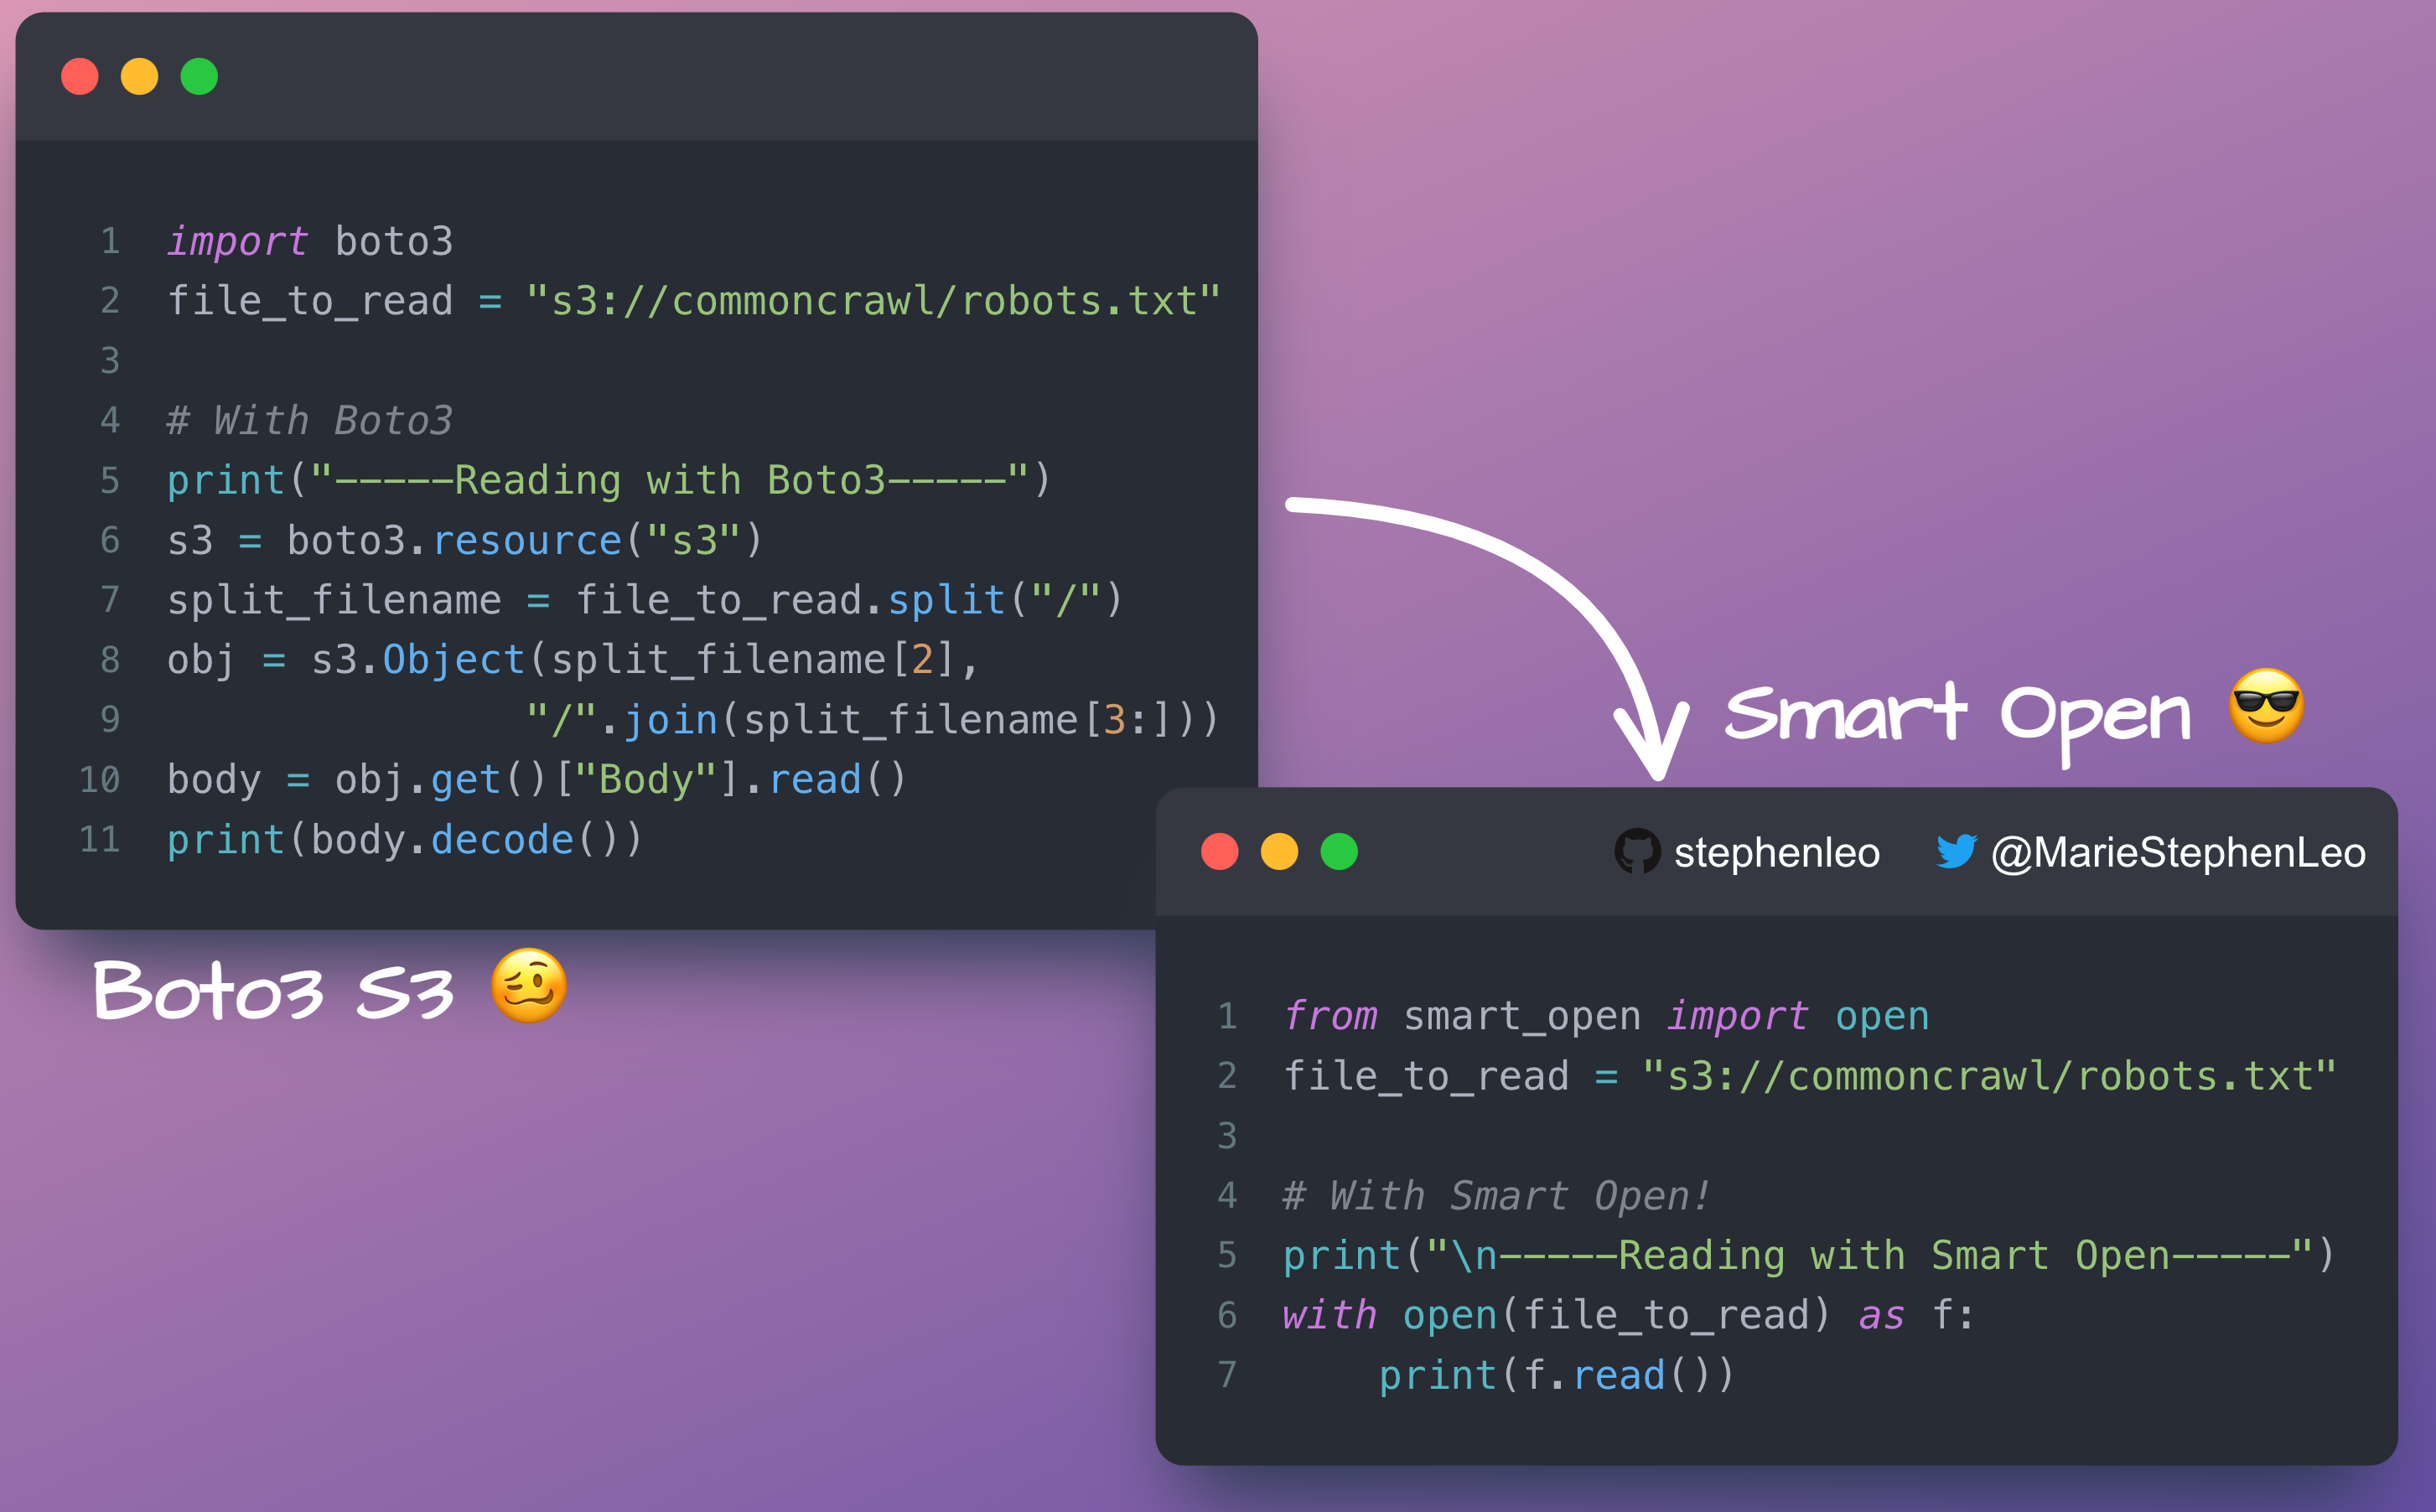 1 import boto3
2 file_to_read = "s3://commoncrawl/robots.txt"
3
4 # With Boto3
5 print("-----Reading with Boto3-----")
6 s3 = boto3.resource("s3")
7 split_filename = file_to_read.split("/")
8 obj = s3.Object(split_filename[2],
9                "/".join(split_filename[3:]))
10 body = obj.get()["Body"].read()
11 print(body.decode())
Boto3 S3 🥴
Smart Open 😎
stephenleo @MarieStephenLeo
1 from smart_open import open
2 file_to_read = "s3://commoncrawl/robots.txt"
3
4 # With Smart Open!
5 print("\n-----Reading with Smart Open-----")
6 with open(file_to_read) as f:
7     print(f.read())